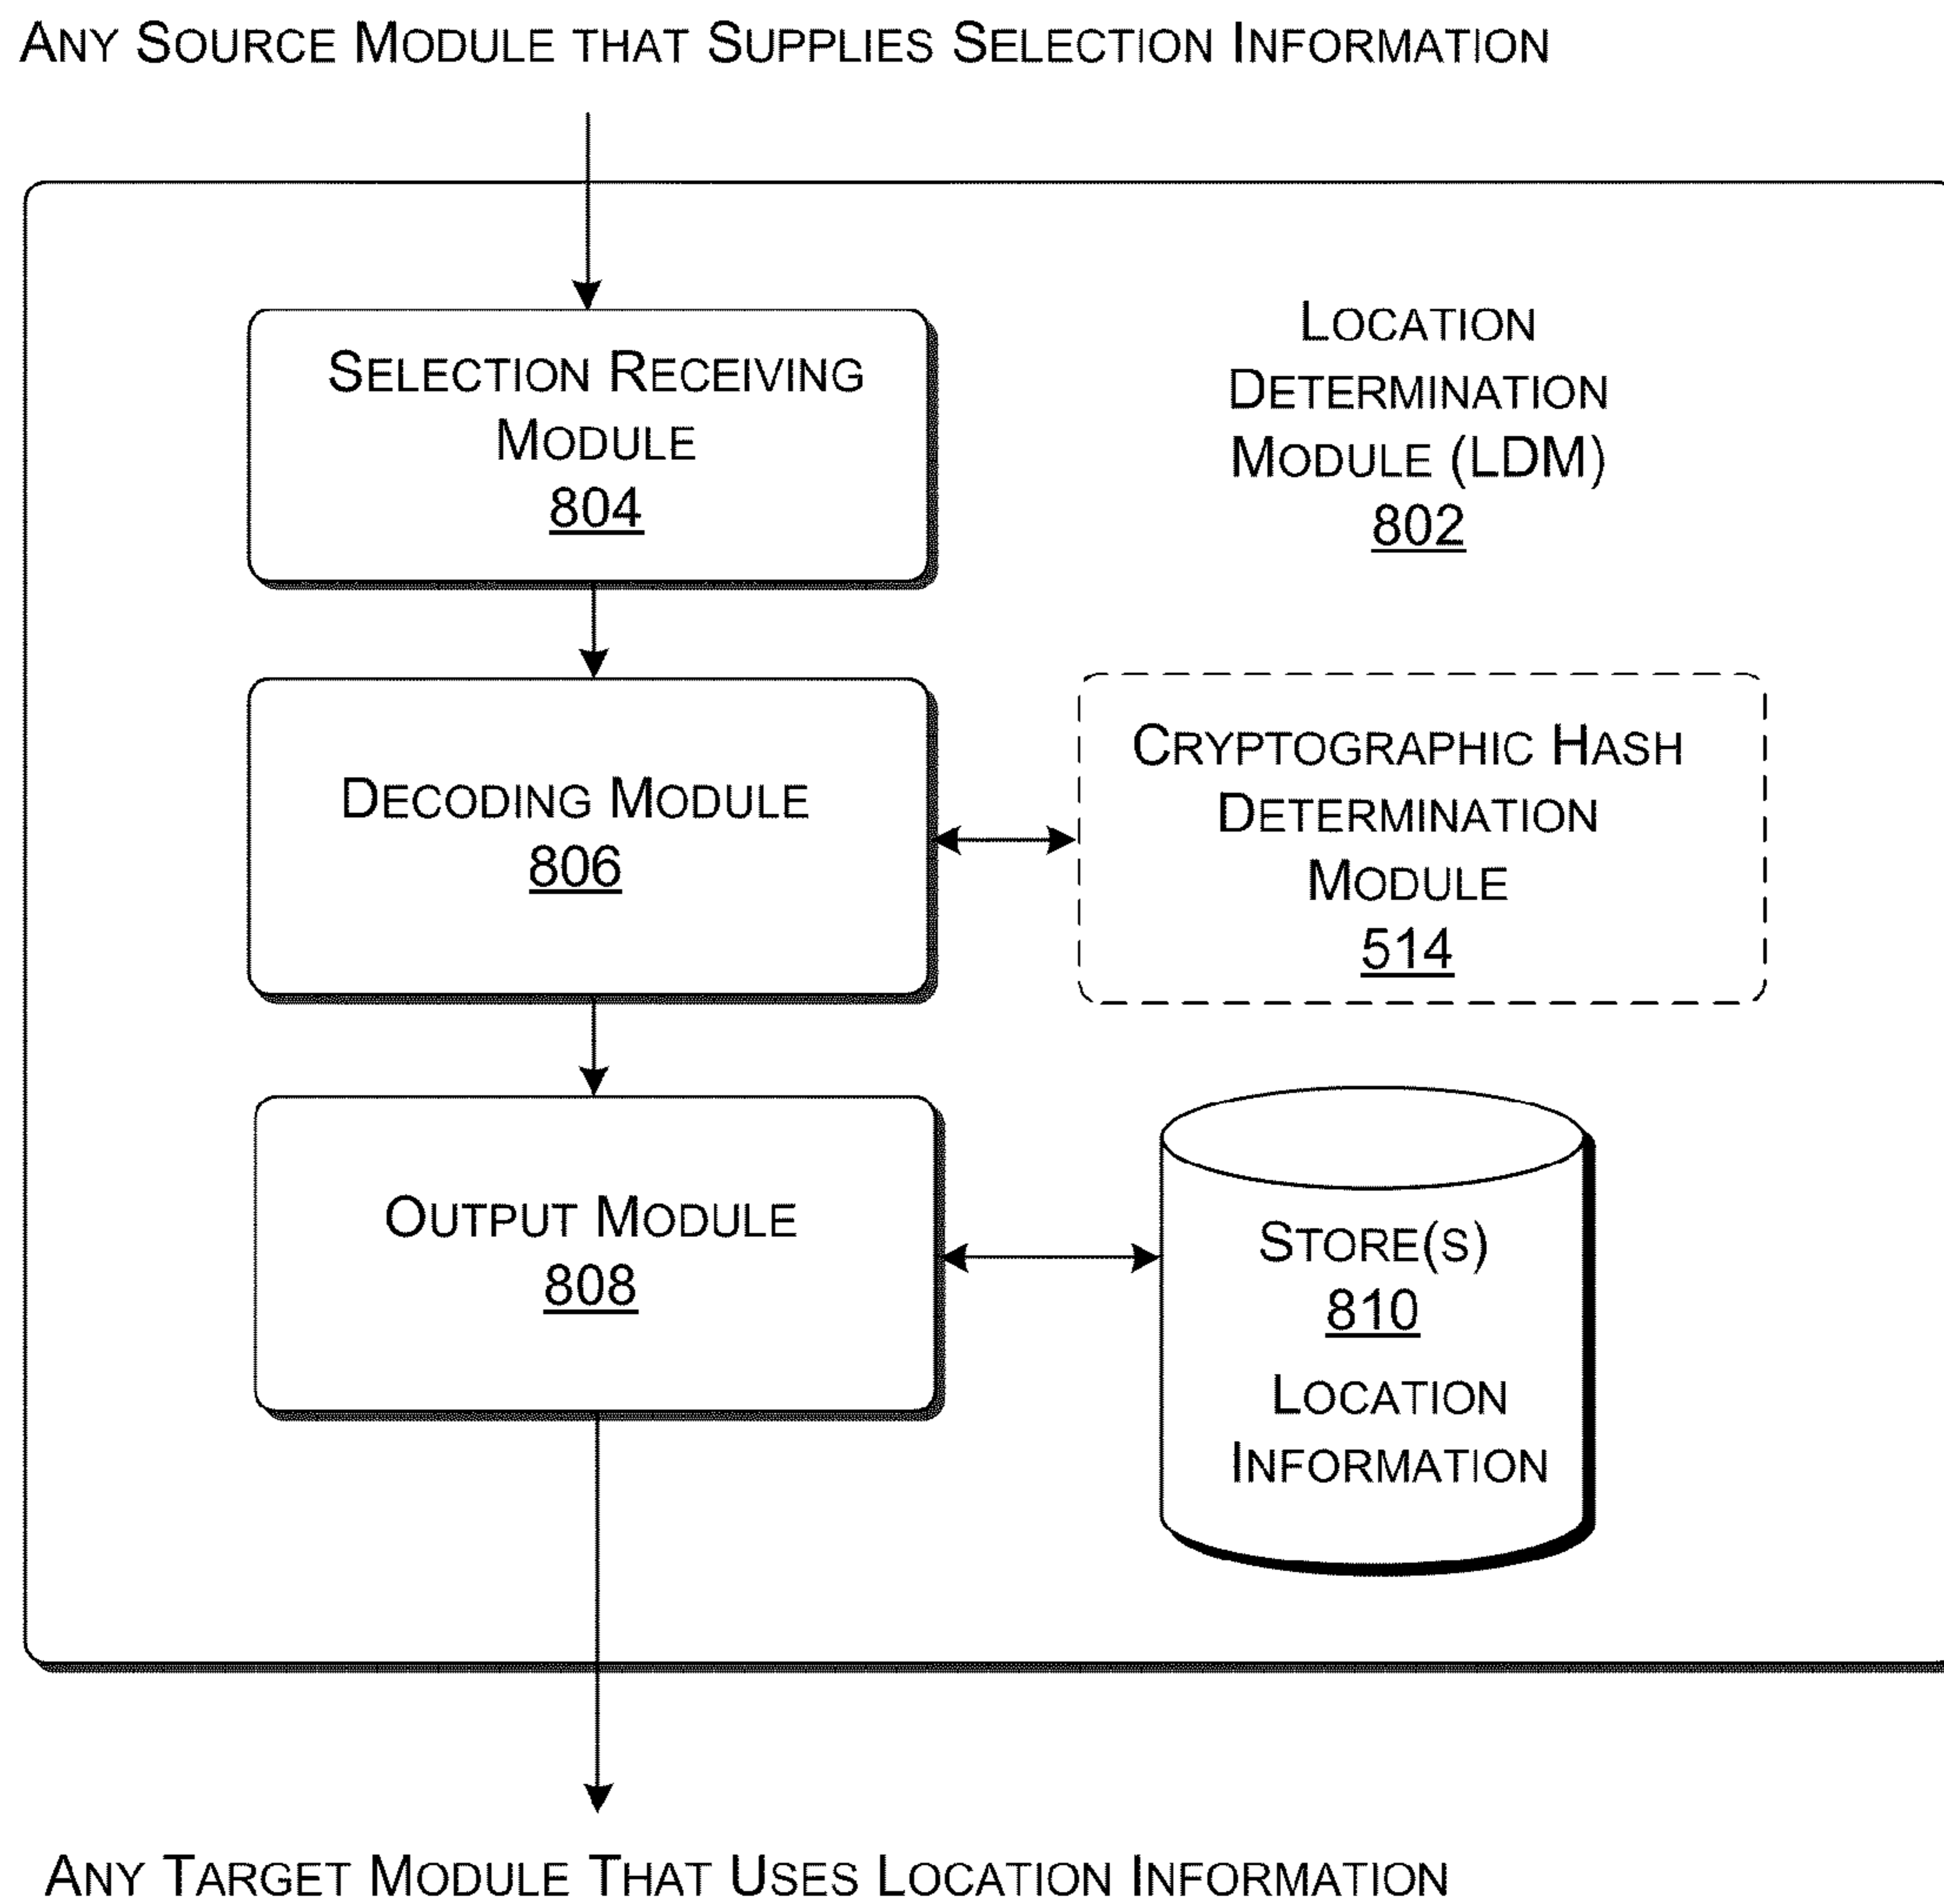 ANY SOURCE MODULE THAT SUPPLIES SELECTION INFORMATION
SELECTION RECEIVING
MODULE
804
LOCATION
DETERMINATION
MODULE (LDM)
802
DECODING MODULE
806
CRYPTOGRAPHIC HASH
DETERMINATION
MODULE
514
OUTPUT MODULE
808
STORE(S)
810
LOCATION
INFORMATION
ANY TARGET MODULE THAT USES LOCATION INFORMATION